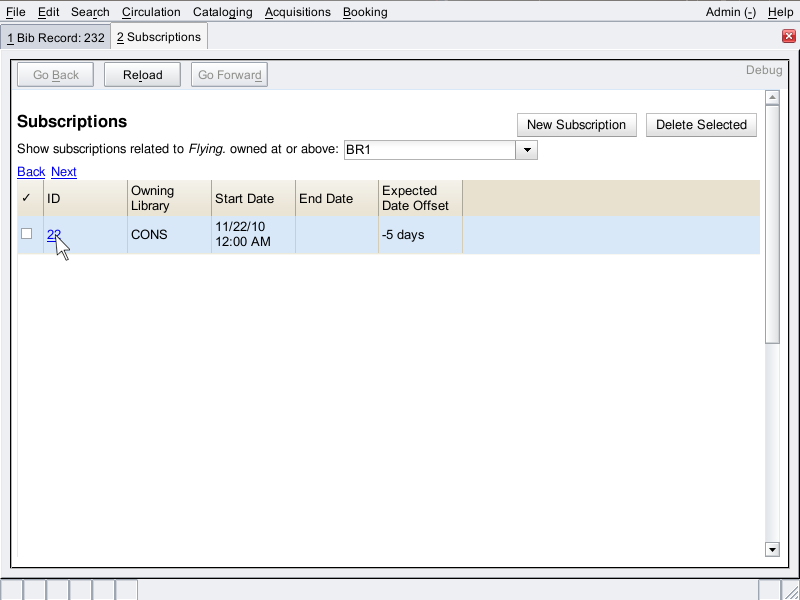 File Edit Search Circulation Cataloging Acquisitions Booking Admin (-) Help
1 Bib Record: 232 2 Subscriptions
Go Back Reload Go Forward Debug
Subscriptions New Subscription Delete Selected
Show subscriptions related to Flying. owned at or above: BR1
Back Next
✓ ID Owning Library Start Date End Date Expected Date Offset
22 CONS 11/22/10 12:00 AM -5 days